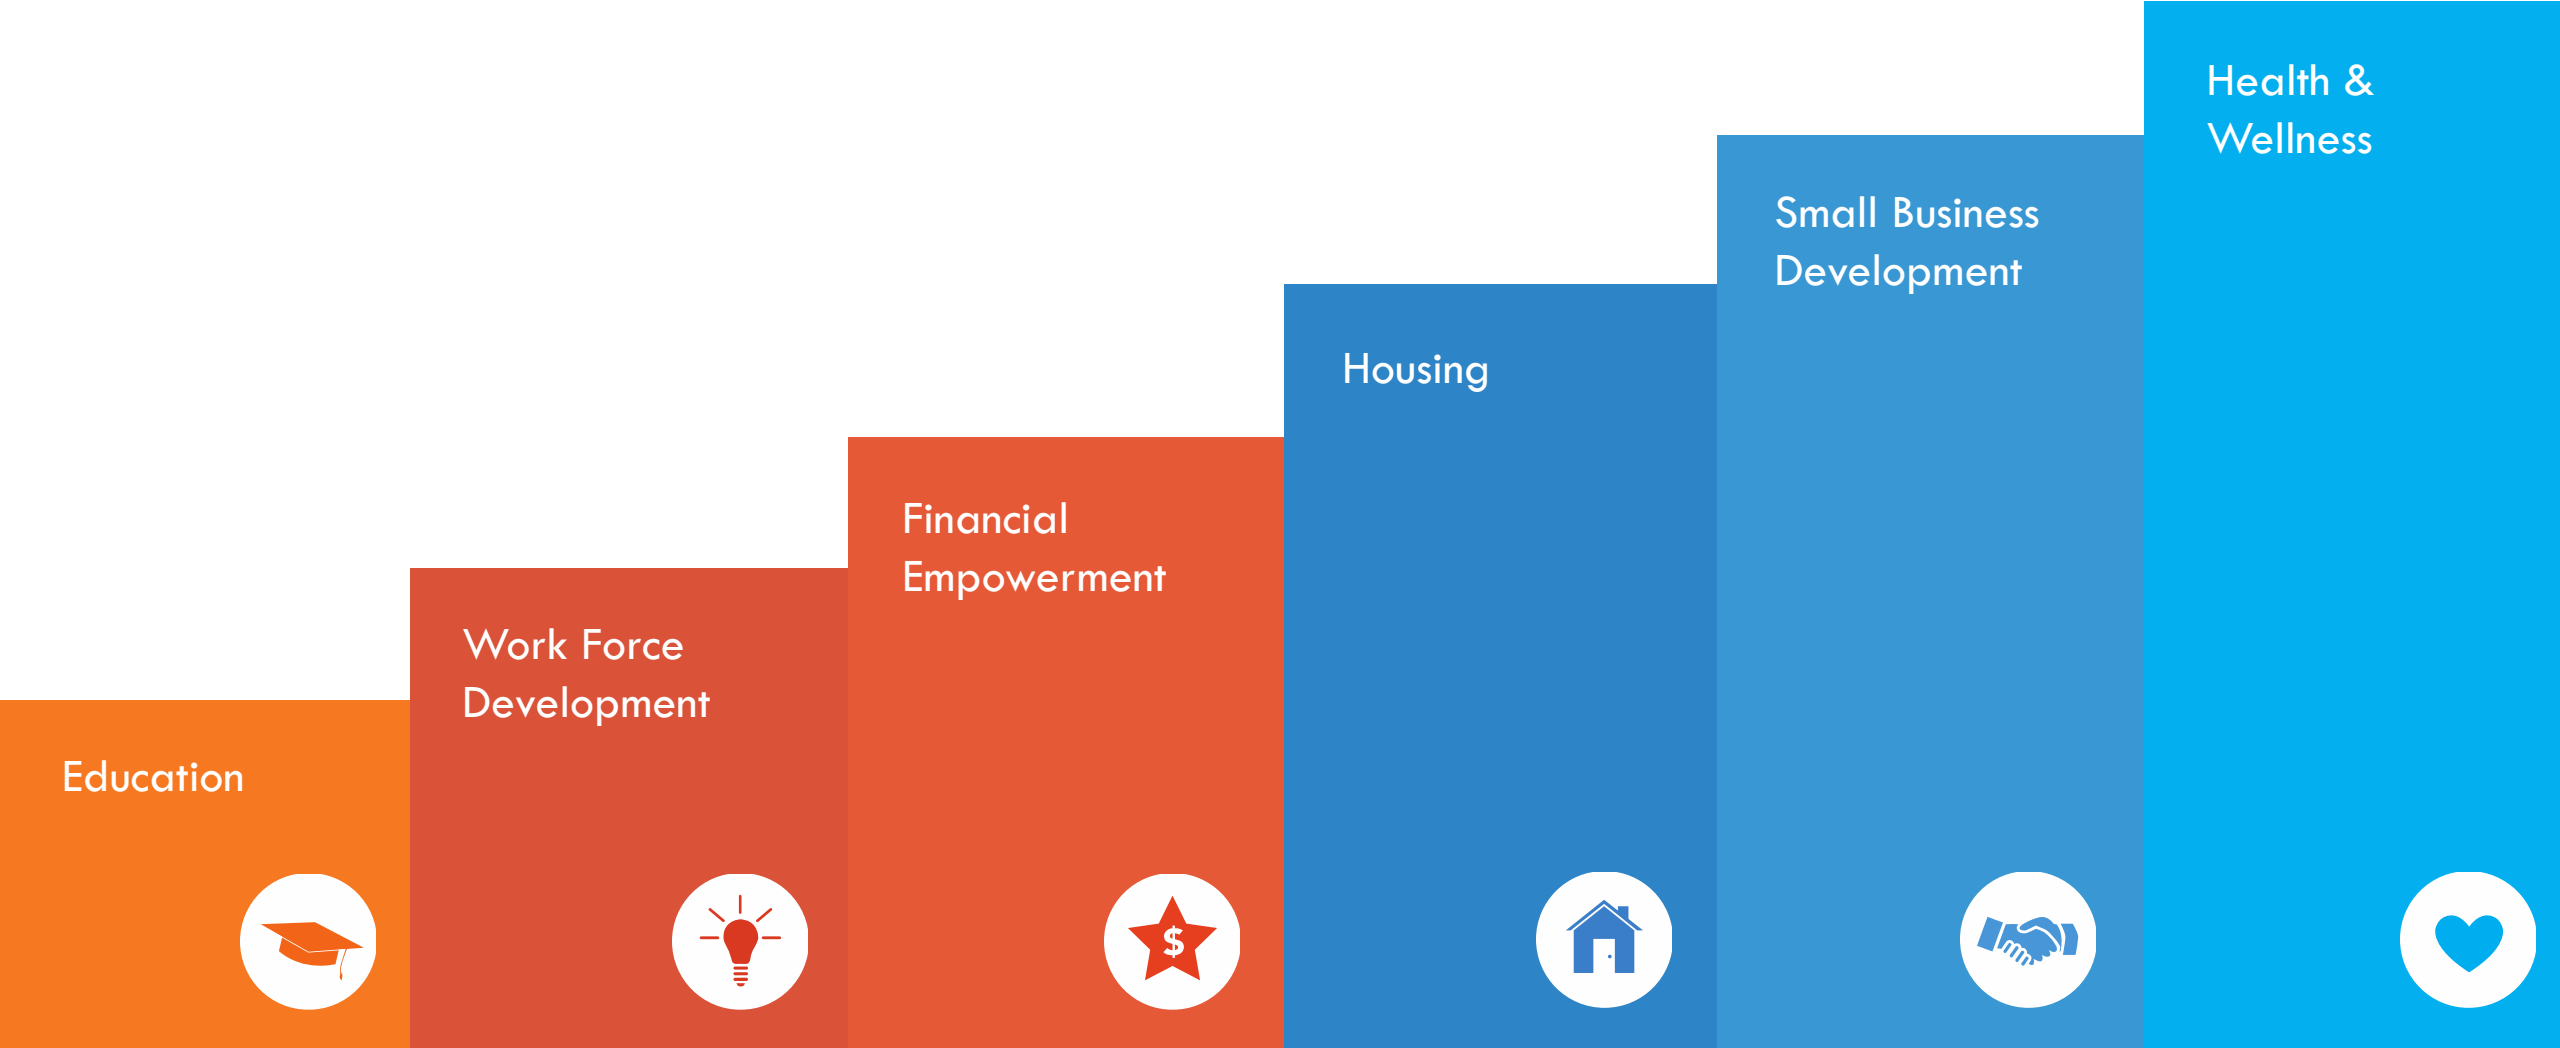 Education
Work Force
Development
Financial
Empowerment
$
Housing
Small Business
Development
Health &
Wellness